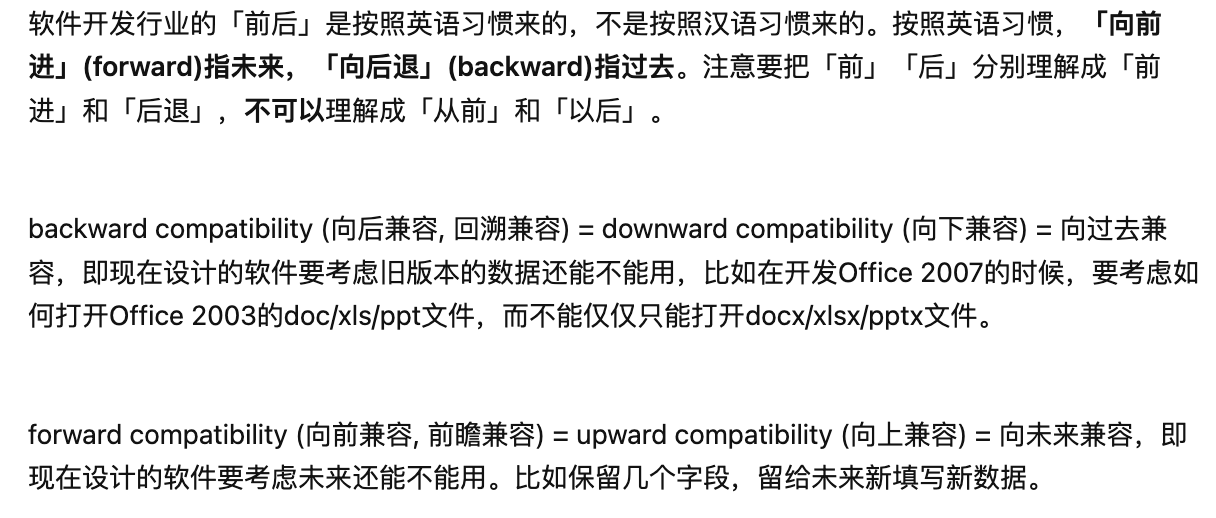 软件开发行业的「前后」是按照英语习惯来的，不是按照汉语习惯来的。按照英语习惯，「向前
进」(forward)指未来，「向后退」(backward)指过去。注意要把「前」「后」分别理解成「前
进」和「后退」，不可以理解成「从前」和「以后」。
backward compatibility (向后兼容, 回溯兼容) = downward compatibility (向下兼容) = 向过去兼
容，即现在设计的软件要考虑旧版本的数据还能不能用，比如在开发Office 2007的时候，要考虑如
何打开Office 2003的doc/xls/ppt文件，而不能仅仅只能打开docx/xlsx/pptx文件。
forward compatibility (向前兼容, 前瞻兼容) = upward compatibility (向上兼容) = 向未来兼容，即
现在设计的软件要考虑未来还能不能用。比如保留几个字段，留给未来新填写新数据。